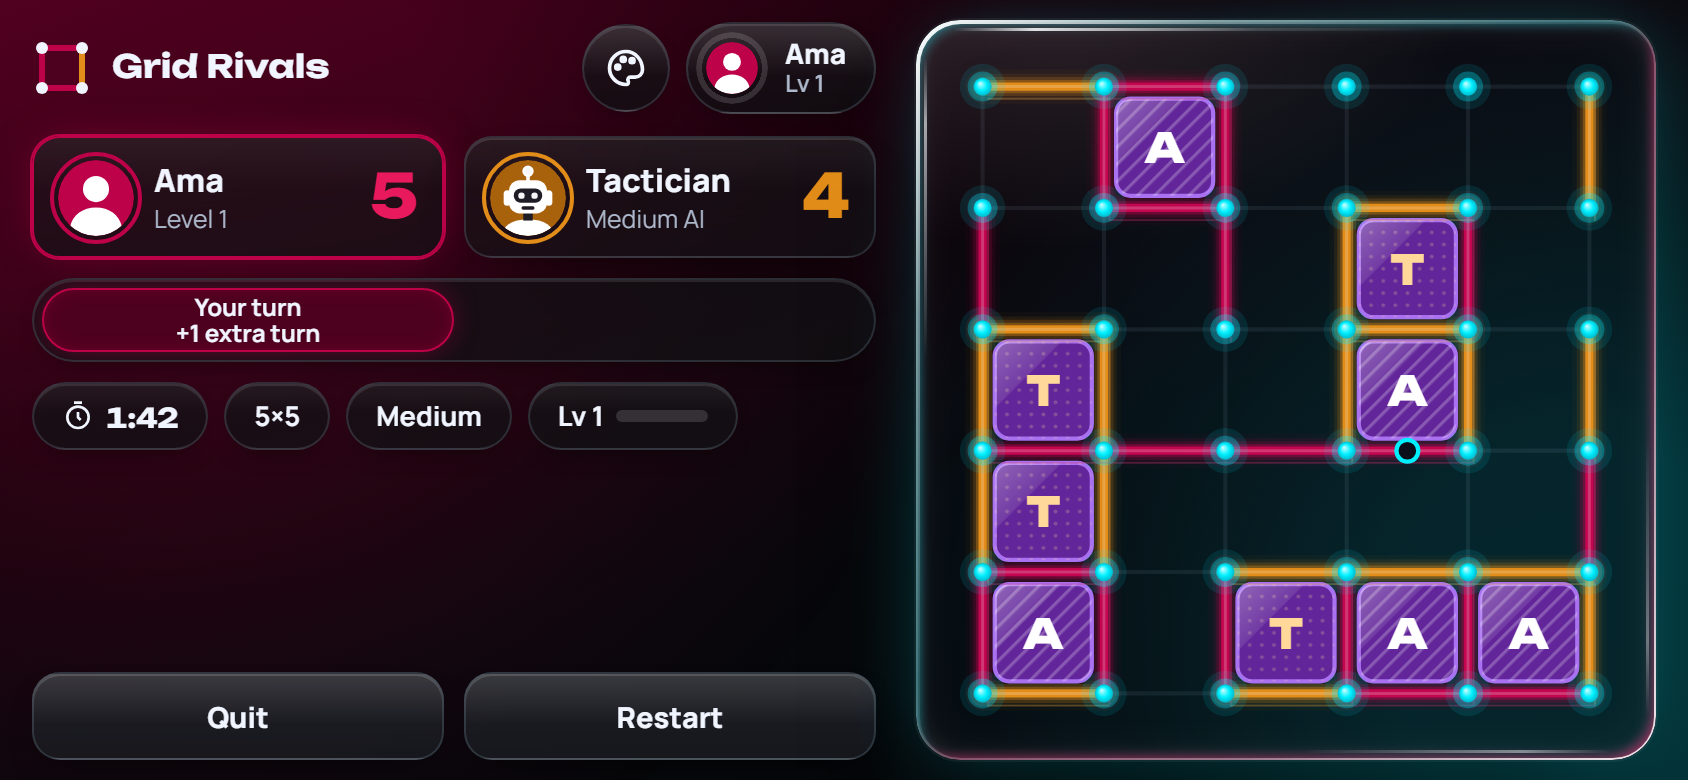 Grid Rivals
Ama
Lv 1
Ama
Level 1
5
Tactician
Medium AI
4
Your turn
+1 extra turn
1:42
5×5
Medium
Lv 1
Quit
Restart
A
T
T
A
T
A
T
A
A